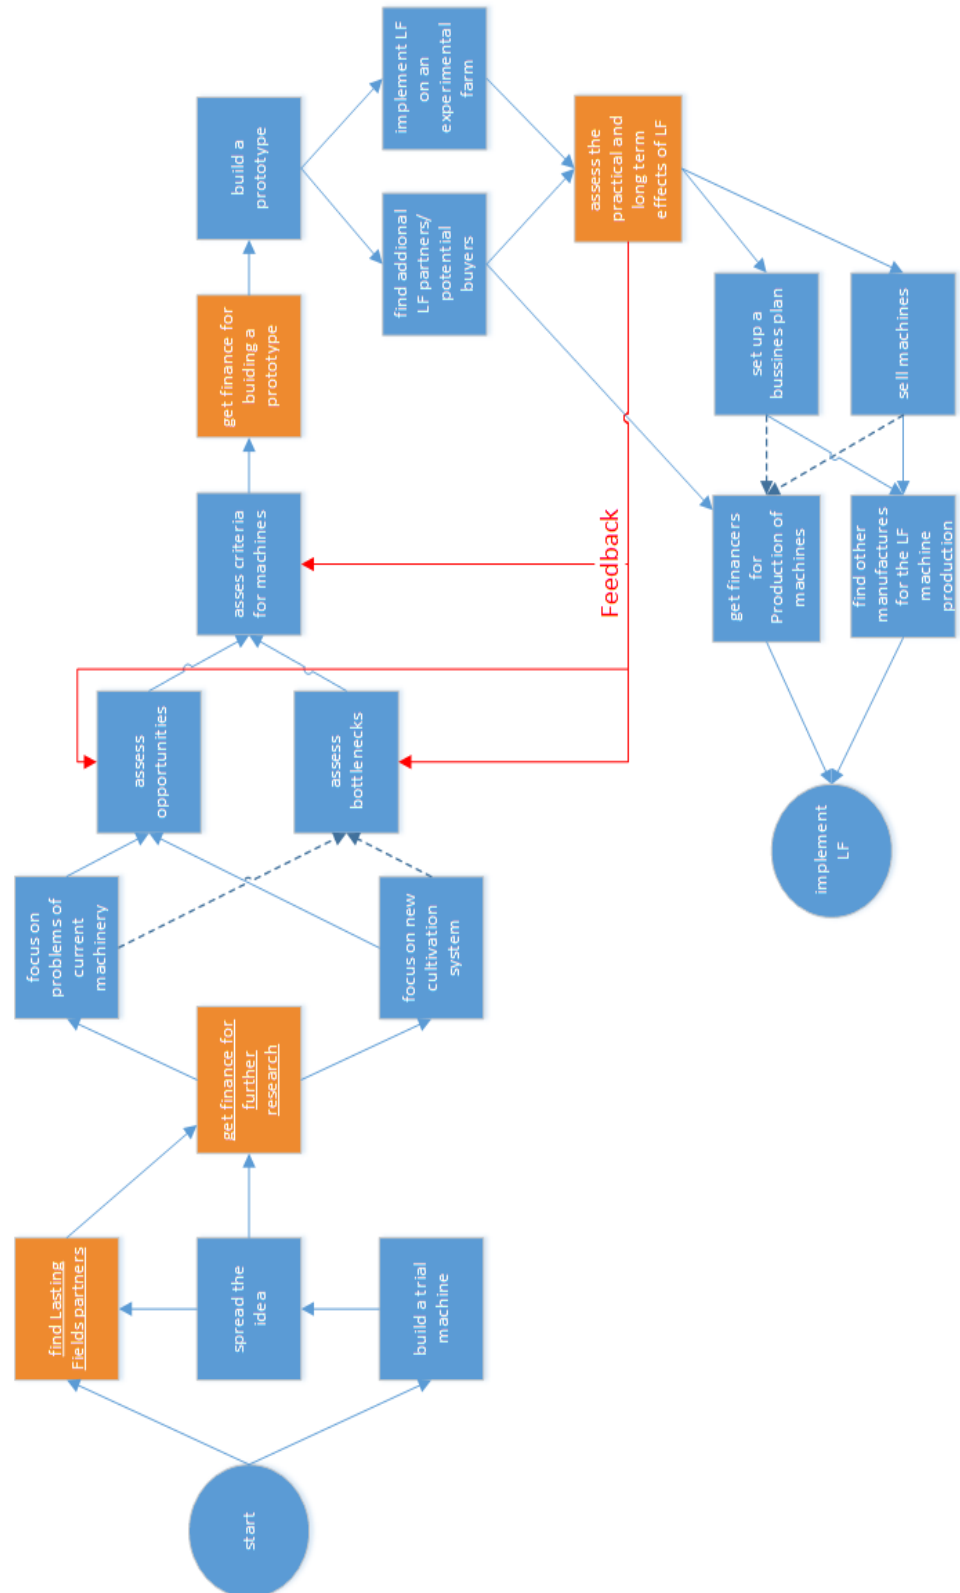 start
find Lasting
Fields partners
spread the
idea
build a trial
machine
get finance for
further
research
focus on
problems of
current
machinery
focus on new
cultivation
system
assess
opportunities
assess
bottlenecks
asses criteria
for machines
get finance for
buiding a
prototype
build a
prototype
Feedback
find addional
LF partners/
potential
buyers
implement LF
on an
experimental
farm
assess the
practical and
long term
effects of LF
set up a
bussines plan
sell machines
get financers
for
Production of
machines
find other
manufactures
for the LF
machine
production
implement
LF